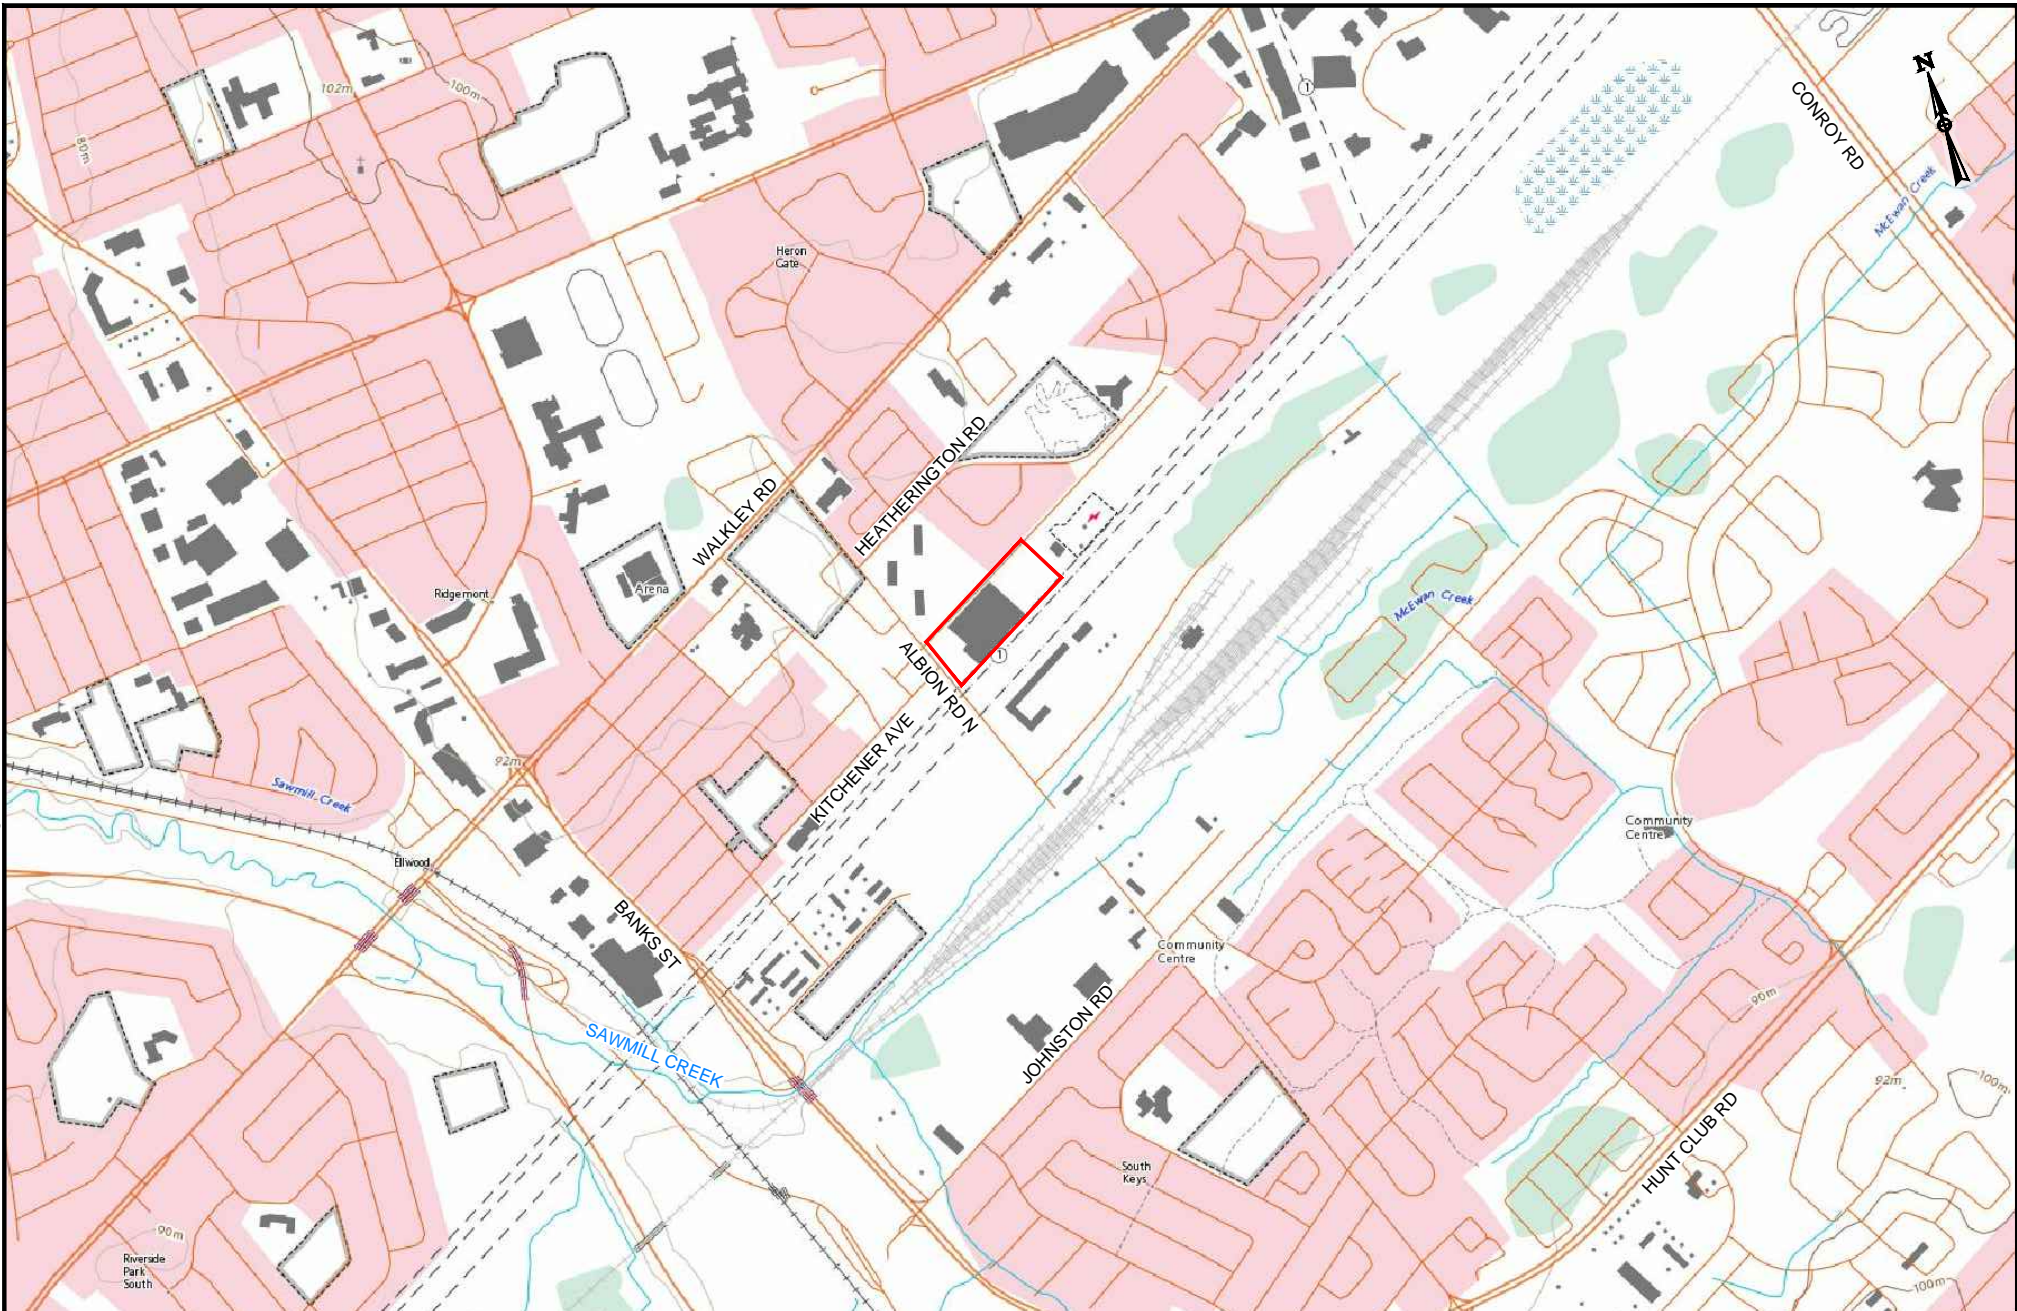 N
102m
100m
80m
1
CONROY RD
McEwan Creek
Heron
Gate
HEATHERINGTON RD
WALKLEY RD
Arena
Ridgemont
McEwan Creek
1
ALBION RD N
KITCHENER AVE
92m
Sawmill Creek
Ellwood
Community
Centre
BANKS ST
Community
Centre
90m
JOHNSTON RD
SAWMILL CREEK
92m
100m
HUNT CLUB RD
South
Keys
90m
Riverside
Park
South
100m